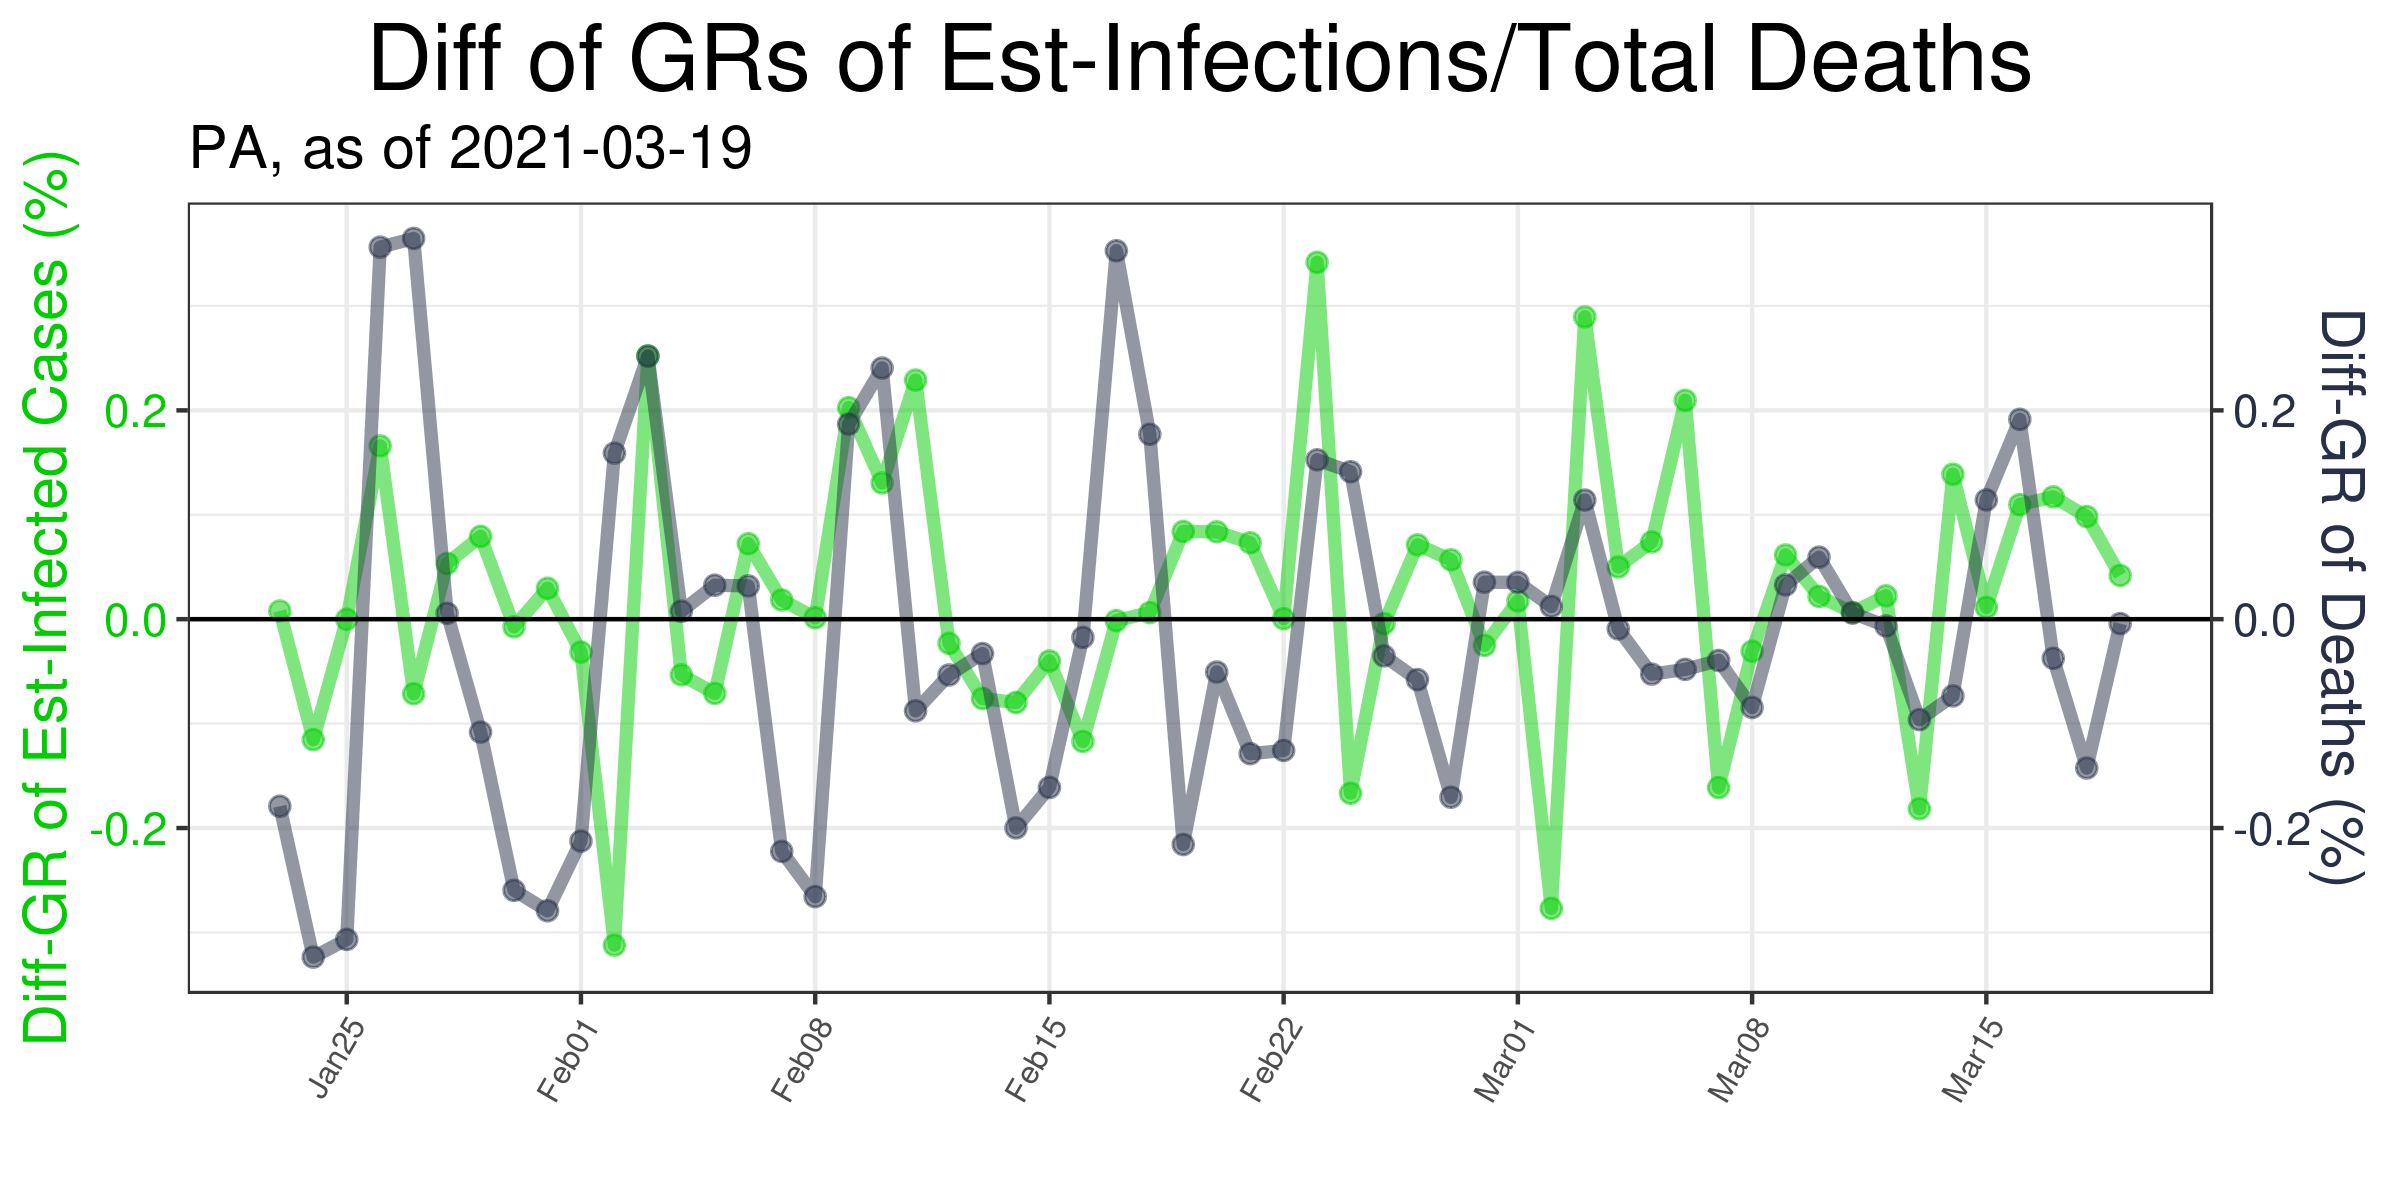 Diff of GRs of Est-Infections/Total Deaths
PA, as of 2021-03-19
Diff-GR of Est-Infected Cases (%)
0.2
0.0
-0.2
0.2
0.0
-0.2
Diff-GR of Deaths (%)
Jan25
Feb01
Feb08
Feb15
Feb22
Mar01
Mar08
Mar15